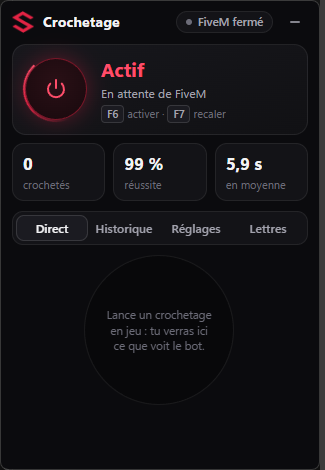 Crochetage
FiveM fermé
Actif
En attente de FiveM
F6 activer · F7 recaler
0
crochetés
99 %
réussite
5,9 s
en moyenne
Direct Historique Réglages Lettres
Lance un crochetage
en jeu : tu verras ici
ce que voit le bot.